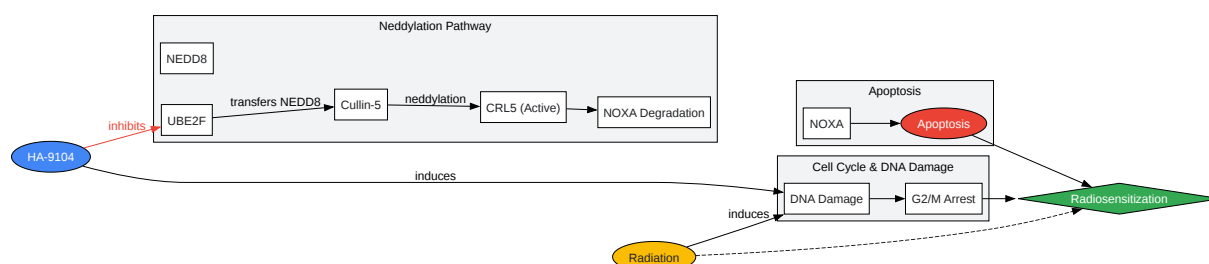 Neddylation Pathway
NEDD8
UBE2F
transfers NEDD8
Cullin-5
neddylation
CRL5 (Active)
NOXA Degradation
inhibits
HA-9104
induces
Apoptosis
NOXA
Apoptosis
Cell Cycle & DNA Damage
DNA Damage
G2/M Arrest
Radiosensitization
induces
Radiation